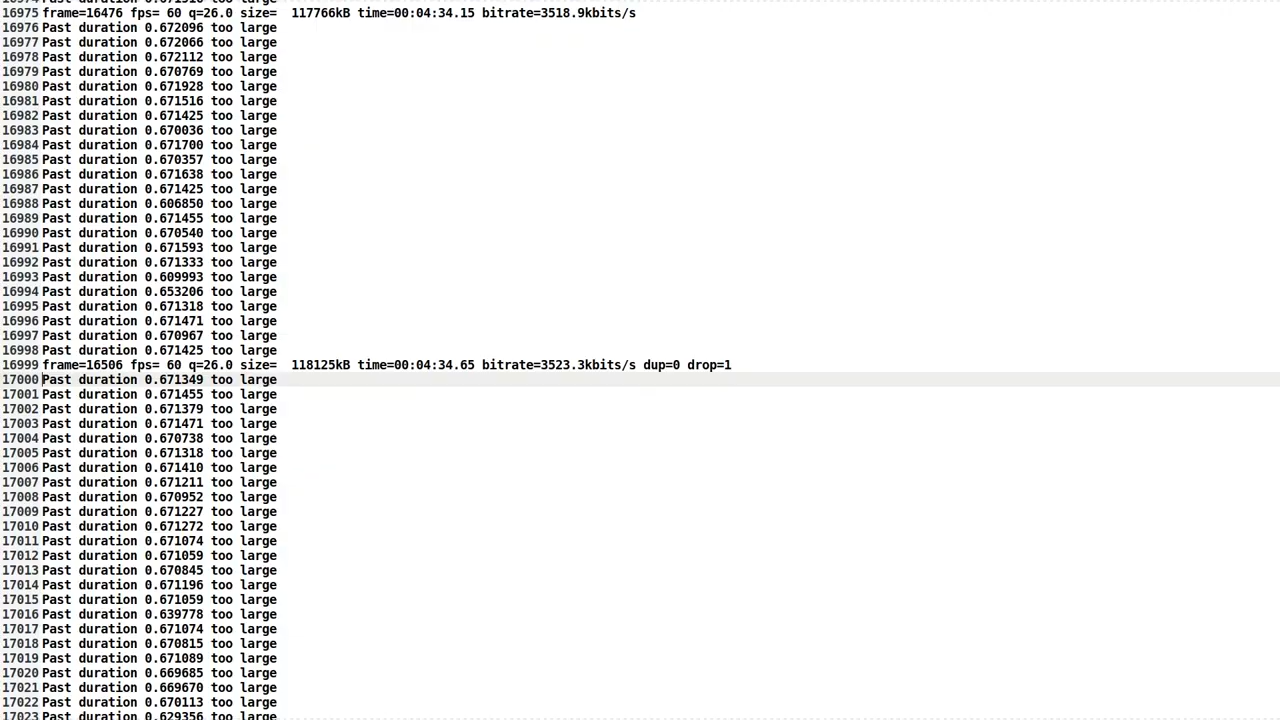 16975 frame=16476 fps= 60 q=26.0 size=  117766kB time=00:04:34.15 bitrate=3518.9kbits/s
16976 Past duration 0.672096 too large
16977 Past duration 0.672066 too large
16978 Past duration 0.672112 too large
16979 Past duration 0.670769 too large
16980 Past duration 0.671928 too large
16981 Past duration 0.671516 too large
16982 Past duration 0.671425 too large
16983 Past duration 0.670036 too large
16984 Past duration 0.671700 too large
16985 Past duration 0.670357 too large
16986 Past duration 0.671638 too large
16987 Past duration 0.671425 too large
16988 Past duration 0.606850 too large
16989 Past duration 0.671455 too large
16990 Past duration 0.670540 too large
16991 Past duration 0.671593 too large
16992 Past duration 0.671333 too large
16993 Past duration 0.609993 too large
16994 Past duration 0.653206 too large
16995 Past duration 0.671318 too large
16996 Past duration 0.671471 too large
16997 Past duration 0.670967 too large
16998 Past duration 0.671425 too large
16999 frame=16506 fps= 60 q=26.0 size=  118125kB time=00:04:34.65 bitrate=3523.3kbits/s dup=0 drop=1
17000 Past duration 0.671349 too large
17001 Past duration 0.671455 too large
17002 Past duration 0.671379 too large
17003 Past duration 0.671471 too large
17004 Past duration 0.670738 too large
17005 Past duration 0.671318 too large
17006 Past duration 0.671410 too large
17007 Past duration 0.671211 too large
17008 Past duration 0.670952 too large
17009 Past duration 0.671227 too large
17010 Past duration 0.671272 too large
17011 Past duration 0.671074 too large
17012 Past duration 0.671059 too large
17013 Past duration 0.670845 too large
17014 Past duration 0.671196 too large
17015 Past duration 0.671059 too large
17016 Past duration 0.639778 too large
17017 Past duration 0.671074 too large
17018 Past duration 0.670815 too large
17019 Past duration 0.671089 too large
17020 Past duration 0.669685 too large
17021 Past duration 0.669670 too large
17022 Past duration 0.670113 too large
17023 Past duration 0.629356 too large